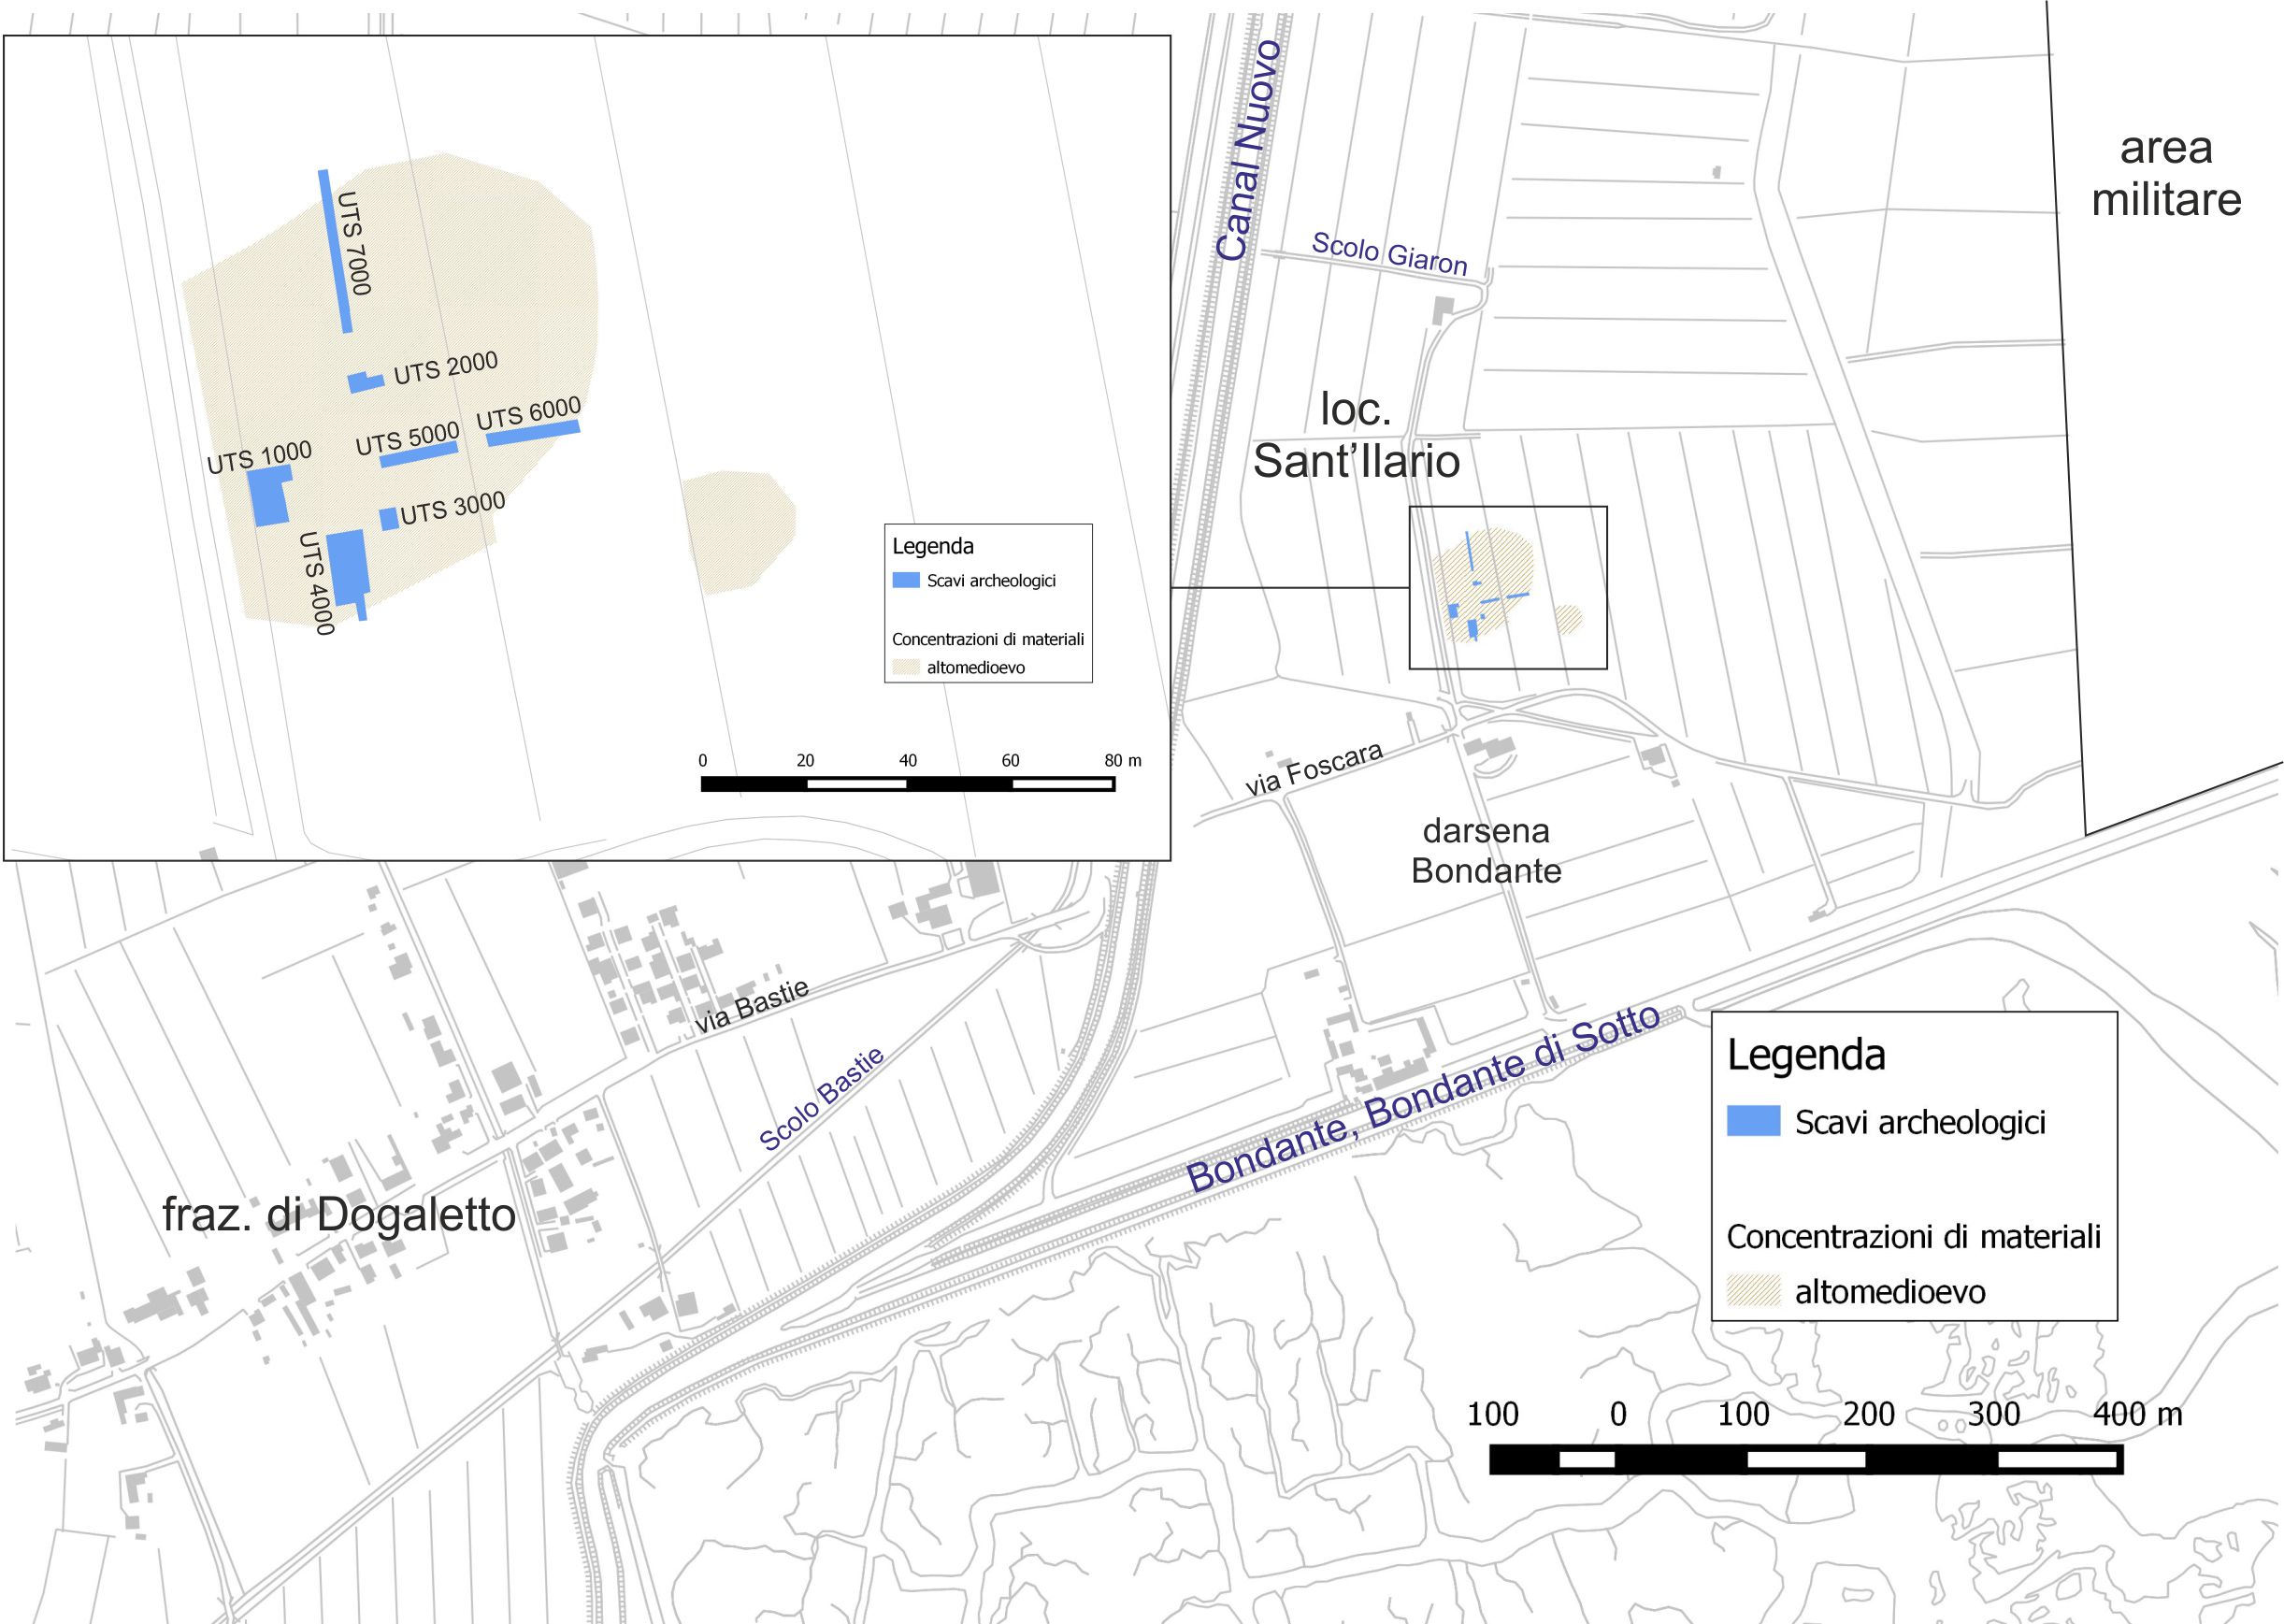 UTS 7000
UTS 2000
UTS 6000
UTS 5000
UTS 1000
UTS 3000
UTS 4000
Legenda
Scavi archeologici
Concentrazioni di materiali
altomedioevo
0 20 40 60 80 m
Canal Nuovo
Scolo Giaron
area
militare
loc.
Sant'Ilario
via Foscara
darsena
Bondante
via Bastie
Scolo Bastie
Bondante, Bondante di Sotto
fraz. di Dogaletto
Legenda
Scavi archeologici
Concentrazioni di materiali
altomedioevo
100 0 100 200 300 400 m